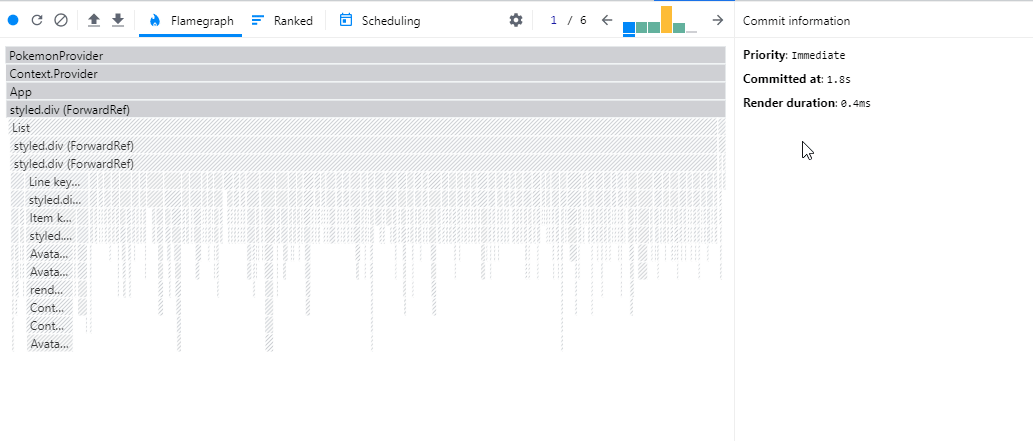 Flamegraph Ranked Scheduling 1 / 6 Commit information
PokemonProvider
Context.Provider
App
styled.div (ForwardRef)
List
styled.div (ForwardRef)
styled.div (ForwardRef)
Line key...
styled.di...
Item k...
styled....
Avata...
Avata...
rend...
Cont...
Cont...
Avata...
Priority: Immediate
Committed at: 1.8s
Render duration: 0.4ms